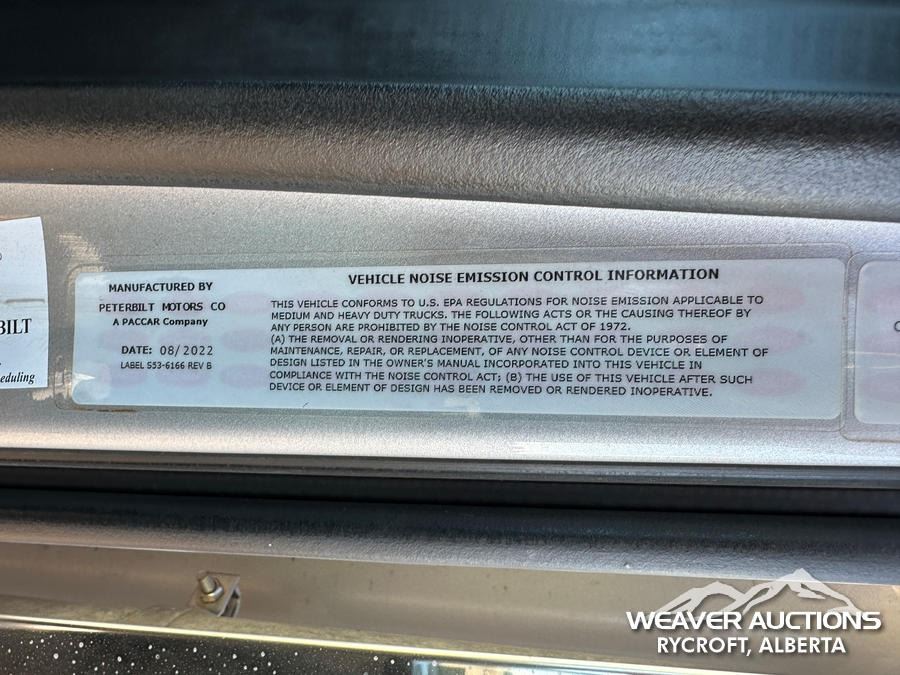 BILT
eduling
MANUFACTURED BY
PETERBILT MOTORS CO
A PACCAR Company
DATE: 08/2022
LABEL S53-6166 REV B
VEHICLE NOISE EMISSION CONTROL INFORMATION
THIS VEHICLE CONFORMS TO U.S. EPA REGULATIONS FOR NOISE EMISSION APPLICABLE TO
MEDIUM AND HEAVY DUTY TRUCKS. THE FOLLOWING ACTS OR THE CAUSING THEREOF BY
ANY PERSON ARE PROHIBITED BY THE NOISE CONTROL ACT OF 1972.
(A) THE REMOVAL OR RENDERING INOPERATIVE, OTHER THAN FOR THE PURPOSES OF
MAINTENANCE, REPAIR, OR REPLACEMENT, OF ANY NOISE CONTROL DEVICE OR ELEMENT OF
DESIGN LISTED IN THE OWNER'S MANUAL INCORPORATED INTO THIS VEHICLE IN
COMPLIANCE WITH THE NOISE CONTROL ACT; (B) THE USE OF THIS VEHICLE AFTER SUCH
DEVICE OR ELEMENT OF DESIGN HAS BEEN REMOVED OR RENDERED INOPERATIVE.
WEAVER AUCTIONS
RYCROFT, ALBERTA